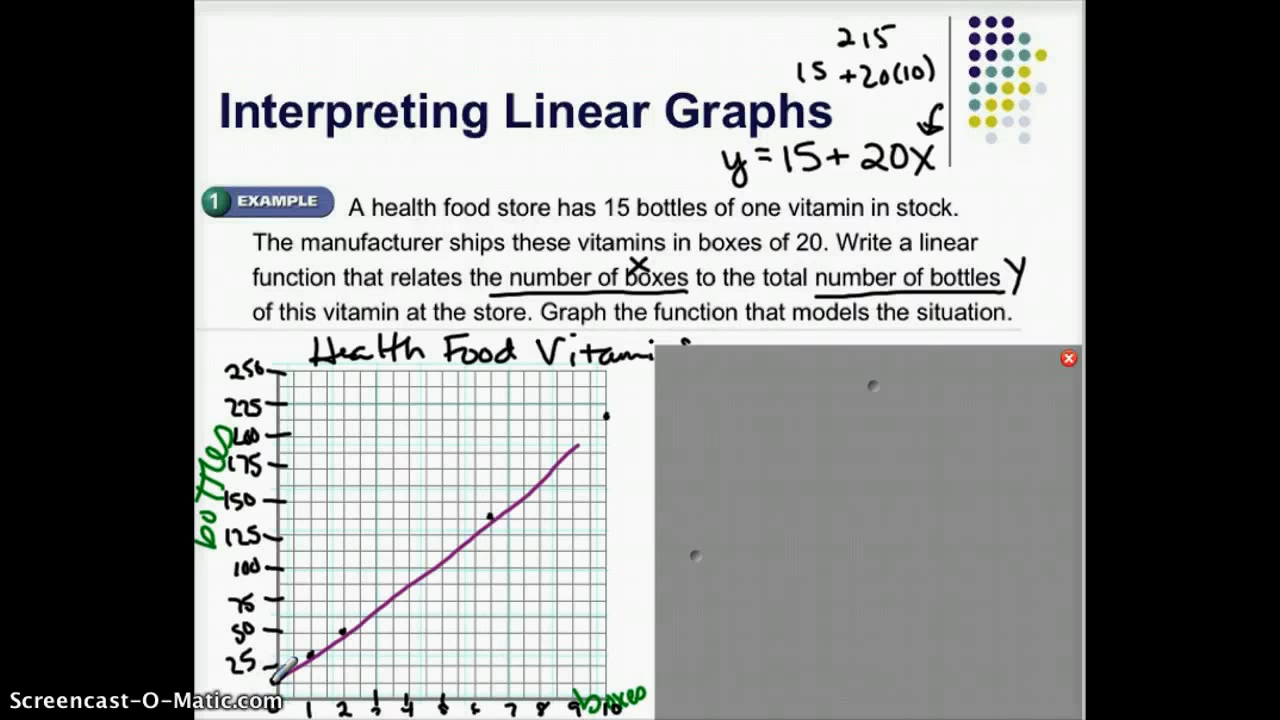 215
15 + 20(10)
Interpreting Linear Graphs
y = 15 + 20x
1 EXAMPLE A health food store has 15 bottles of one vitamin in stock.
The manufacturer ships these vitamins in boxes of 20. Write a linear
x
function that relates the number of boxes to the total number of bottles y
of this vitamin at the store. Graph the function that models the situation.
Health Food
250
225
200
175
bottles
150
125
100
75
50
25
1 2 3 4 5 7 8 9 10
boxes
Screencast-O-Matic.com